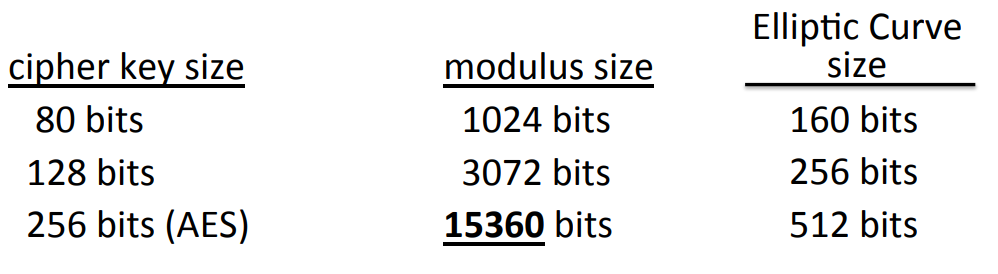 cipher key size modulus size Elliptic Curve size
80 bits 1024 bits 160 bits
128 bits 3072 bits 256 bits
256 bits (AES) 15360 bits 512 bits